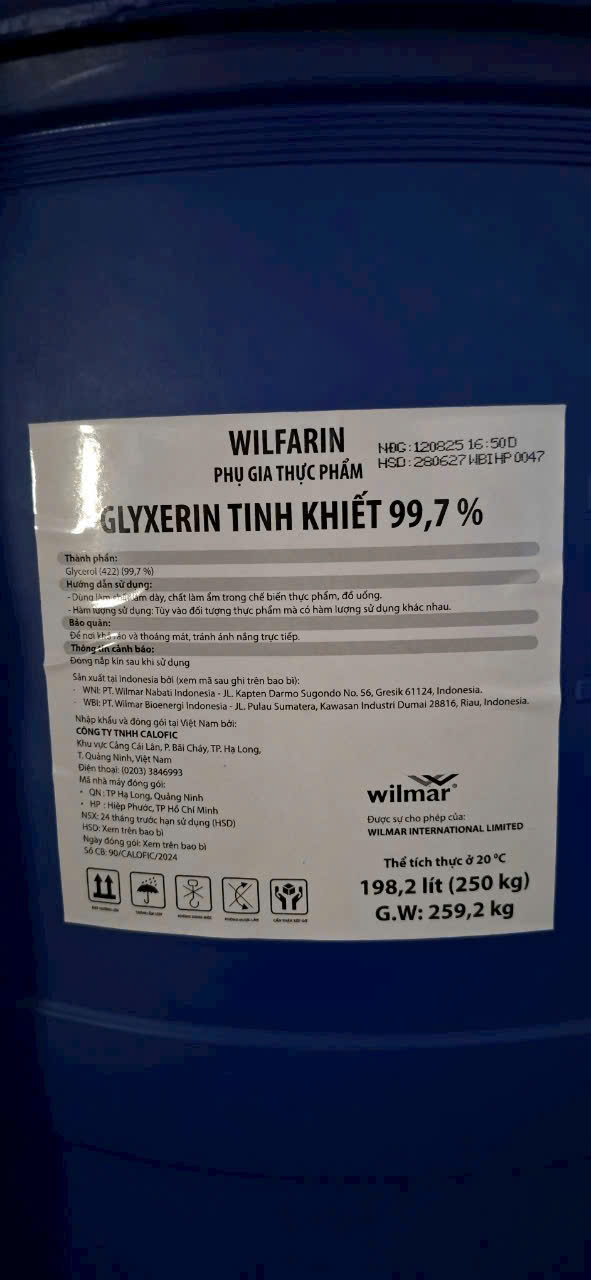 WILFARIN
PHỤ GIA THỰC PHẨM
NĐG:120825 16:50D
HSD:280627 WBIHP0047
GLYXERIN TINH KHIẾT 99,7 %
Thành phần:
Glycerol (422) (99,7 %)
Hướng dẫn sử dụng:
- Dùng làm chất làm dày, chất làm ẩm trong chế biến thực phẩm, đồ uống.
- Hàm lượng sử dụng: Tùy vào đối tượng thực phẩm mà có hàm lượng sử dụng khác nhau.
Bảo quản:
Để nơi khô ráo và thoáng mát, tránh ánh nắng trực tiếp.
Thông tin cảnh báo:
Đóng nắp kín sau khi sử dụng
Sản xuất tại Indonesia bởi (xem mã sau ghi trên bao bì):
- WNI: PT. Wilmar Nabati Indonesia - JL. Kapten Darmo Sugondo No. 56, Gresik 61124, Indonesia.
- WBI: PT. Wilmar Bioenergi Indonesia - JL. Pulau Sumatera, Kawasan Industri Dumai 28816, Riau, Indonesia.
Nhập khẩu và đóng gói tại Việt Nam bởi:
CÔNG TY TNHH CALOFIC
Khu vực Cảng Cái Lân, P. Bãi Cháy, TP. Hạ Long,
T. Quảng Ninh, Việt Nam
Điện thoại: (0203) 3846993
Mã nhà máy đóng gói:
• QN : TP Hạ Long, Quảng Ninh
• HP : Hiệp Phước, TP Hồ Chí Minh
NSX: 24 tháng trước hạn sử dụng (HSD)
HSD: Xem trên bao bì
Ngày đóng gói: Xem trên bao bì
Số CB: 90/CALOFIC/2024
wilmar®
Được sự cho phép của:
WILMAR INTERNATIONAL LIMITED
Thể tích thực ở 20 °C
198,2 lít (250 kg)
G.W: 259,2 kg